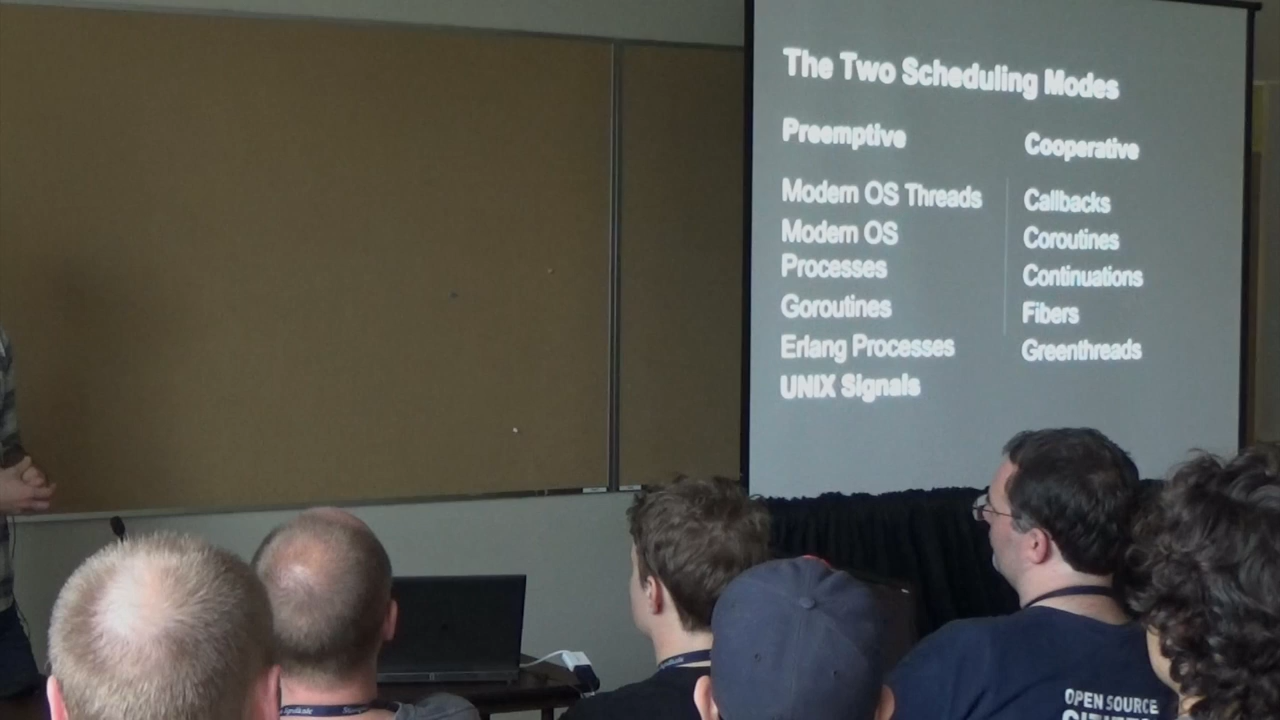 The Two Scheduling Modes
Preemptive
Modern OS Threads
Modern OS
Processes
Goroutines
Erlang Processes
UNIX Signals
Cooperative
Callbacks
Coroutines
Continuations
Fibers
Greenthreads
OPEN SOURCE